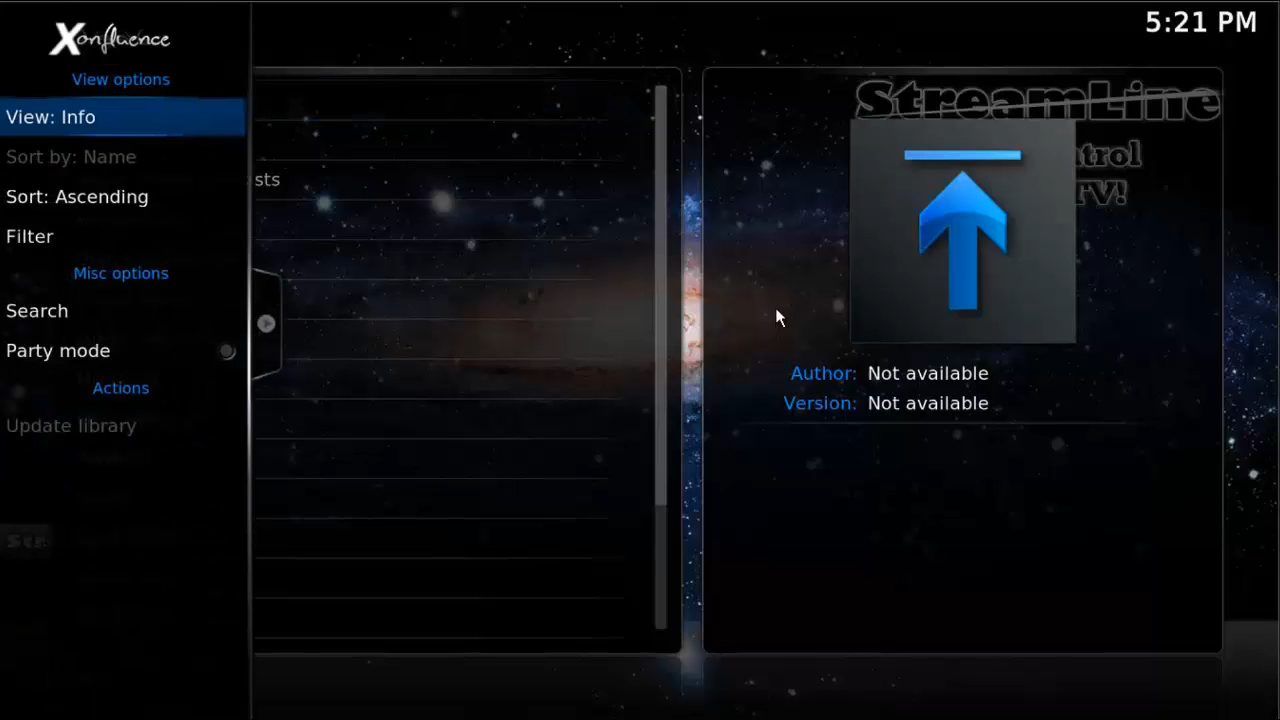 Xonfluence
5:21 PM
View options
View: Info
Sort by: Name
Sort: Ascending
Filter
Misc options
Search
Party mode
Actions
Update library
sts
StreamLine
ntrol
TV!
Author: Not available
Version: Not available